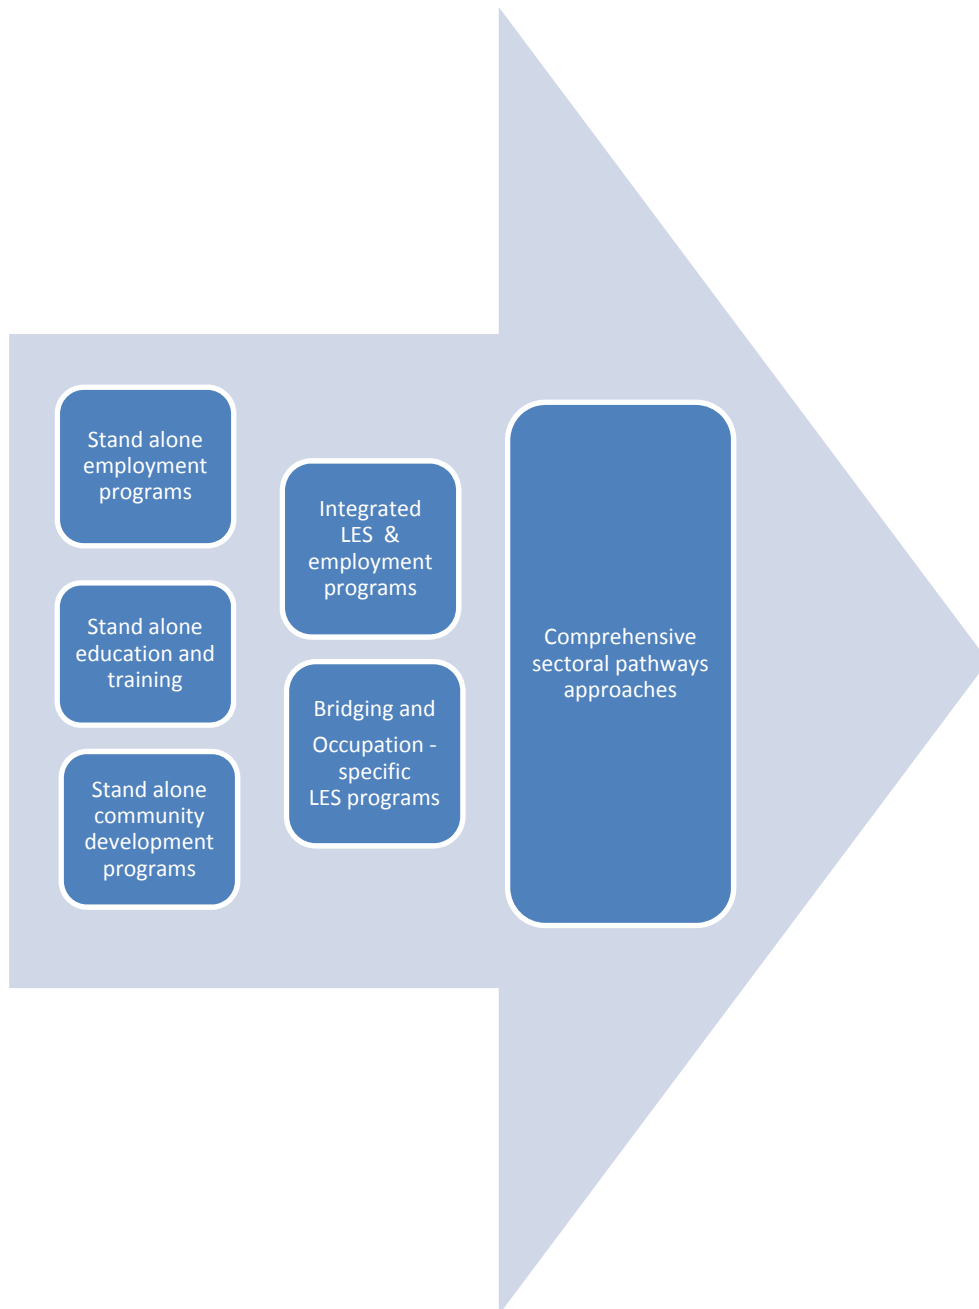 Stand alone
employment
programs
Stand alone
education and
training
Stand alone
community
development
programs
Integrated
LES &
employment
programs
Bridging and
Occupation -
specific
LES programs
Comprehensive
sectoral pathways
approaches